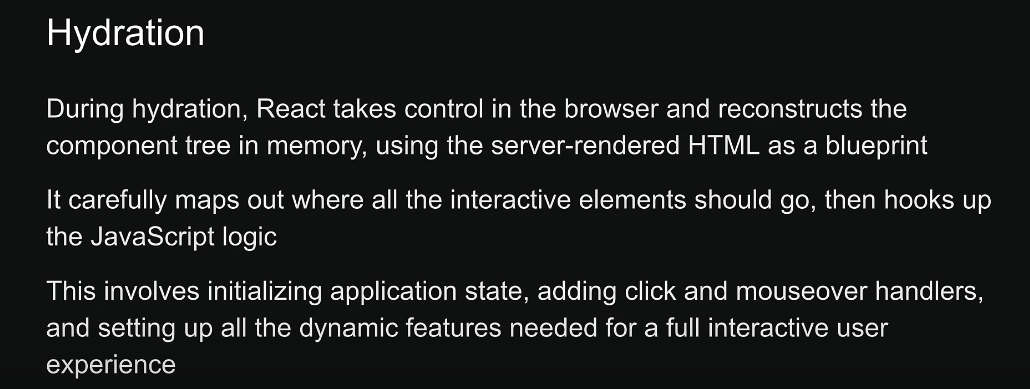 Hydration
During hydration, React takes control in the browser and reconstructs the
component tree in memory, using the server-rendered HTML as a blueprint
It carefully maps out where all the interactive elements should go, then hooks up
the JavaScript logic
This involves initializing application state, adding click and mouseover handlers,
and setting up all the dynamic features needed for a full interactive user
experience